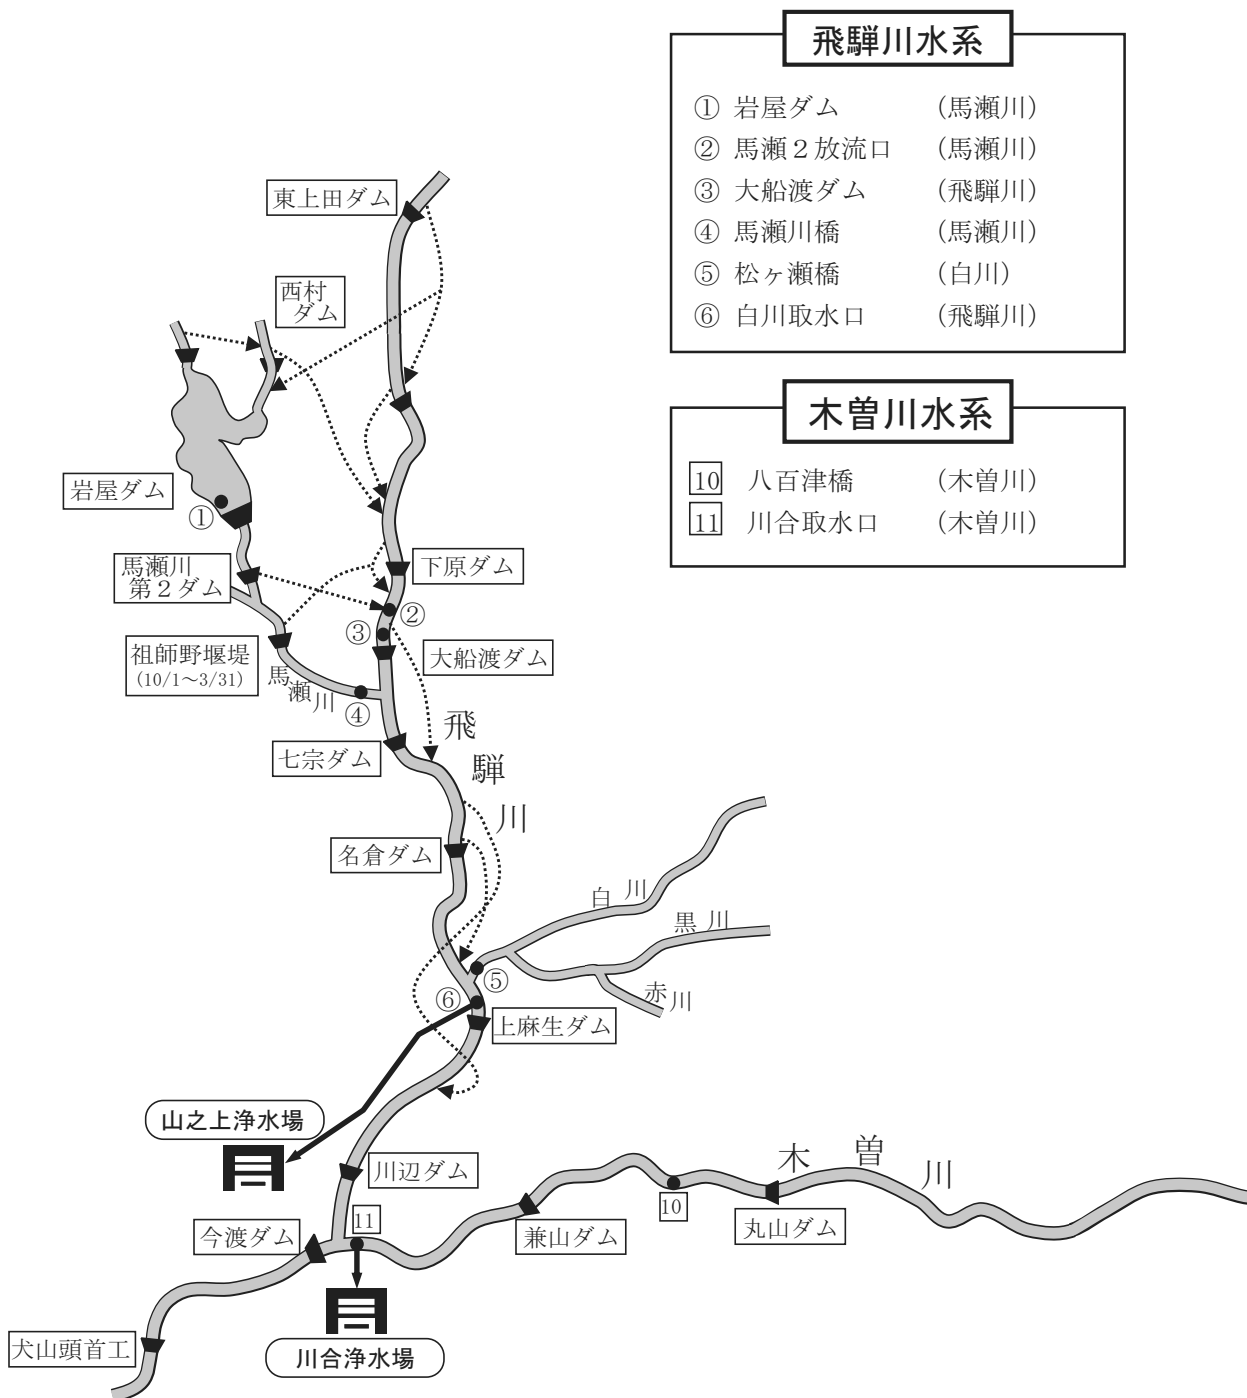 飛騨川水系
① 岩屋ダム (馬瀬川)
② 馬瀬２放流口 (馬瀬川)
③ 大船渡ダム (飛騨川)
④ 馬瀬川橋 (馬瀬川)
⑤ 松ヶ瀬橋 (白川)
⑥ 白川取水口 (飛騨川)
木曽川水系
10 八百津橋 (木曽川)
11 川合取水口 (木曽川)
東上田ダム
西村
ダム
岩屋ダム
①
馬瀬川
第２ダム
下原ダム
②
③
祖師野堰堤
(10/1～3/31)
大船渡ダム
馬瀬川
④
飛騨川
七宗ダム
名倉ダム
白川
黒川
赤川
⑤
⑥
上麻生ダム
山之上浄水場
川辺ダム
木曽川
10
11
今渡ダム
兼山ダム
丸山ダム
犬山頭首工
川合浄水場